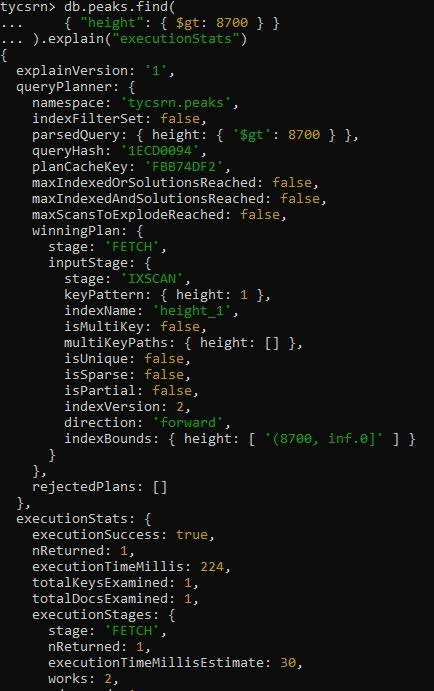 tycsrn> db.peaks.find(
...     { "height": { $gt: 8700 } }
... ).explain("executionStats")
{
  explainVersion: '1',
  queryPlanner: {
    namespace: 'tycsrn.peaks',
    indexFilterSet: false,
    parsedQuery: { height: { '$gt': 8700 } },
    queryHash: '1ECD0094',
    planCacheKey: 'FBB74DF2',
    maxIndexedOrSolutionsReached: false,
    maxIndexedAndSolutionsReached: false,
    maxScansToExplodeReached: false,
    winningPlan: {
      stage: 'FETCH',
      inputStage: {
        stage: 'IXSCAN',
        keyPattern: { height: 1 },
        indexName: 'height_1',
        isMultiKey: false,
        multiKeyPaths: { height: [] },
        isUnique: false,
        isSparse: false,
        isPartial: false,
        indexVersion: 2,
        direction: 'forward',
        indexBounds: { height: [ '(8700, inf.0]' ] }
      }
    },
    rejectedPlans: []
  },
  executionStats: {
    executionSuccess: true,
    nReturned: 1,
    executionTimeMillis: 224,
    totalKeysExamined: 1,
    totalDocsExamined: 1,
    executionStages: {
      stage: 'FETCH',
      nReturned: 1,
      executionTimeMillisEstimate: 30,
      works: 2,